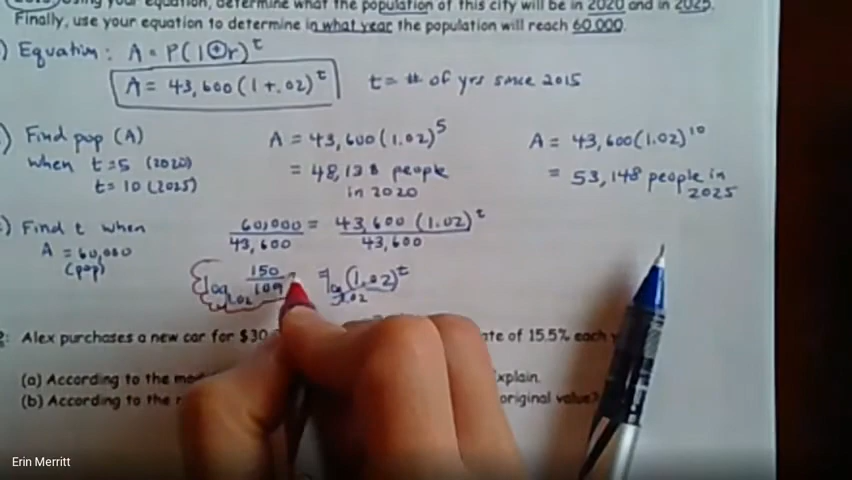 using your equation, determine what the population of this city will be in 2020 and in 2025.
Finally, use your equation to determine in what year the population will reach 60,000.
) Equation: A = P(1+r)^t
A = 43,600(1+.02)^t t = # of yrs since 2015
) Find pop (A) A = 43,600(1.02)^5 A = 43,600(1.02)^10
when t=5 (2020) = 48,138 people = 53,148 people in
t=10 (2025) in 2020 2025
) Find t when 60,000 = 43,600 (1.02)^t
A = 60,000 43,600 43,600
(pop) log 1.02 150/109 = log 1.02 (1.02)^t
: Alex purchases a new car for $30 rate of 15.5% each
(a) According to the mod xplain.
(b) According to the original value?
Erin Merritt